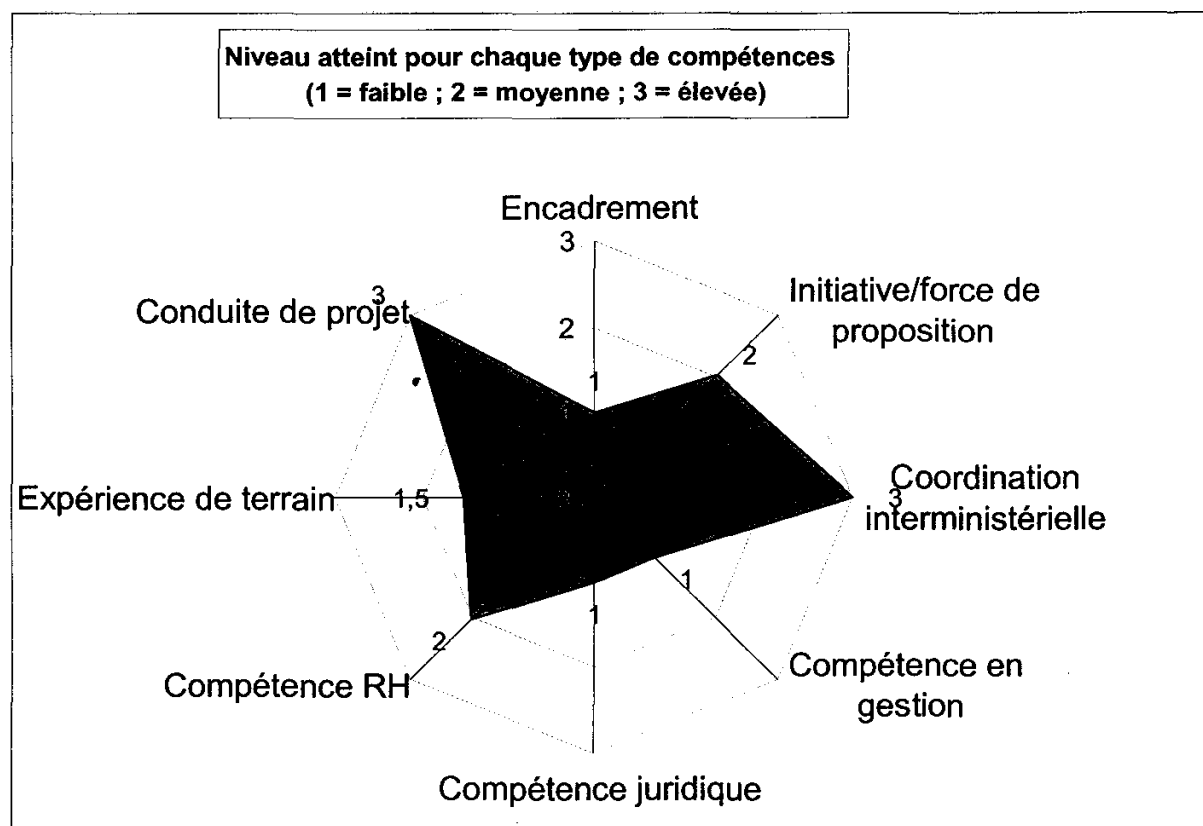 Niveau atteint pour chaque type de compétences
(1 = faible ; 2 = moyenne ; 3 = élevée)
Encadrement
3
2
1
Initiative/force de
proposition
2
Coordination
interministérielle
3
Compétence en
gestion
1
Compétence juridique
1
Compétence RH
2
Expérience de terrain
1,5
Conduite de projet
3